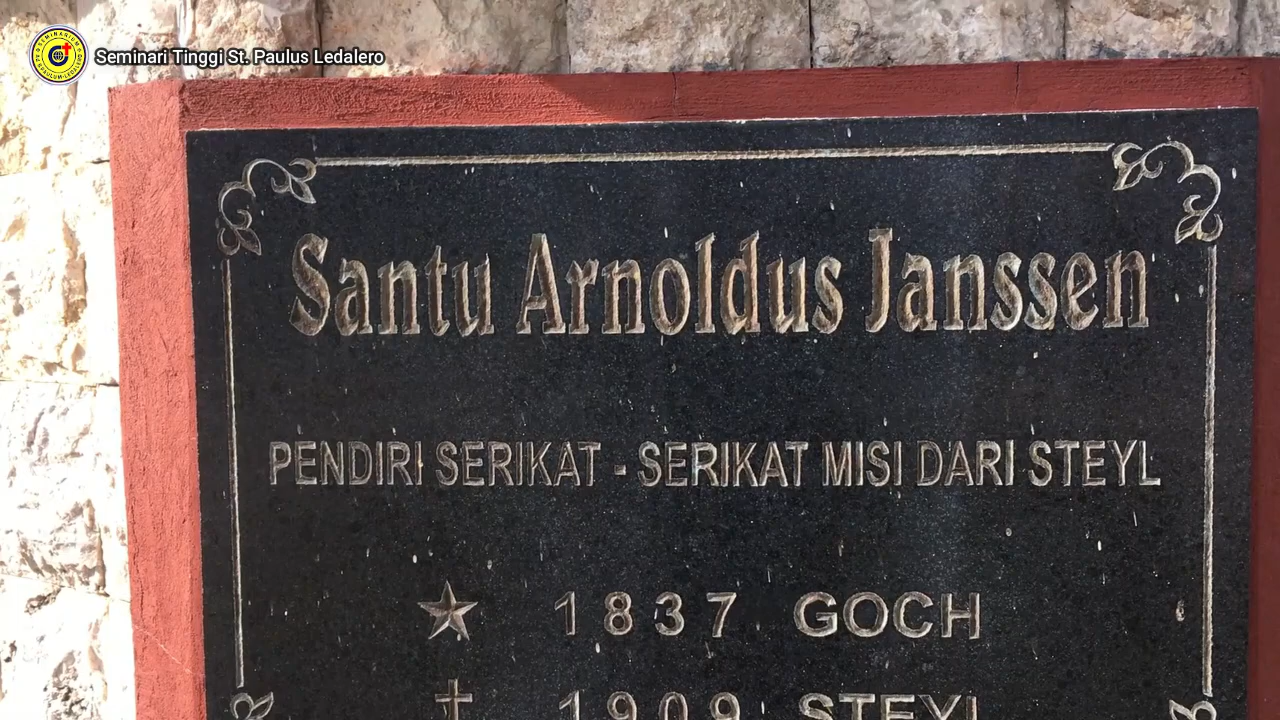 Seminari Tinggi St. Paulus Ledalero
Santu Arnoldus Janssen
PENDIRI SERIKAT - SERIKAT MISI DARI STEYL
1837 GOCH
1909 STEYL